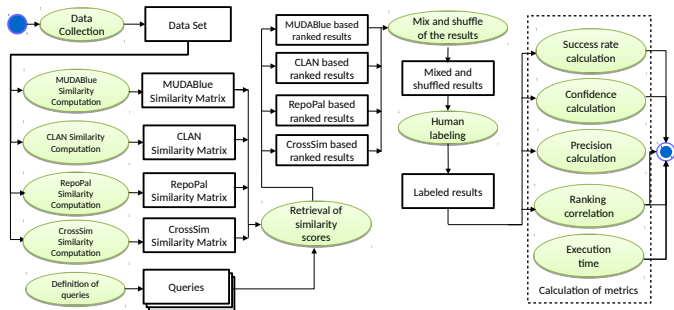 Data
Collection
Data Set
MUDABlue
Similarity
Computation
MUDABlue
Similarity Matrix
CLAN Similarity
Computation
CLAN
Similarity Matrix
RepoPal
Similarity
Computation
RepoPal
Similarity Matrix
CrossSim
Similarity
Computation
CrossSim
Similarity Matrix
Definition of
queries
Queries
Retrieval of
similarity
scores
MUDABlue based
ranked results
CLAN based
ranked results
RepoPal based
ranked results
CrossSim based
ranked results
Mix and shuffle
of the results
Mixed and
shuffled results
Human
labeling
Labeled results
Success rate
calculation
Confidence
calculation
Precision
calculation
Ranking
correlation
Execution
time
Calculation of metrics